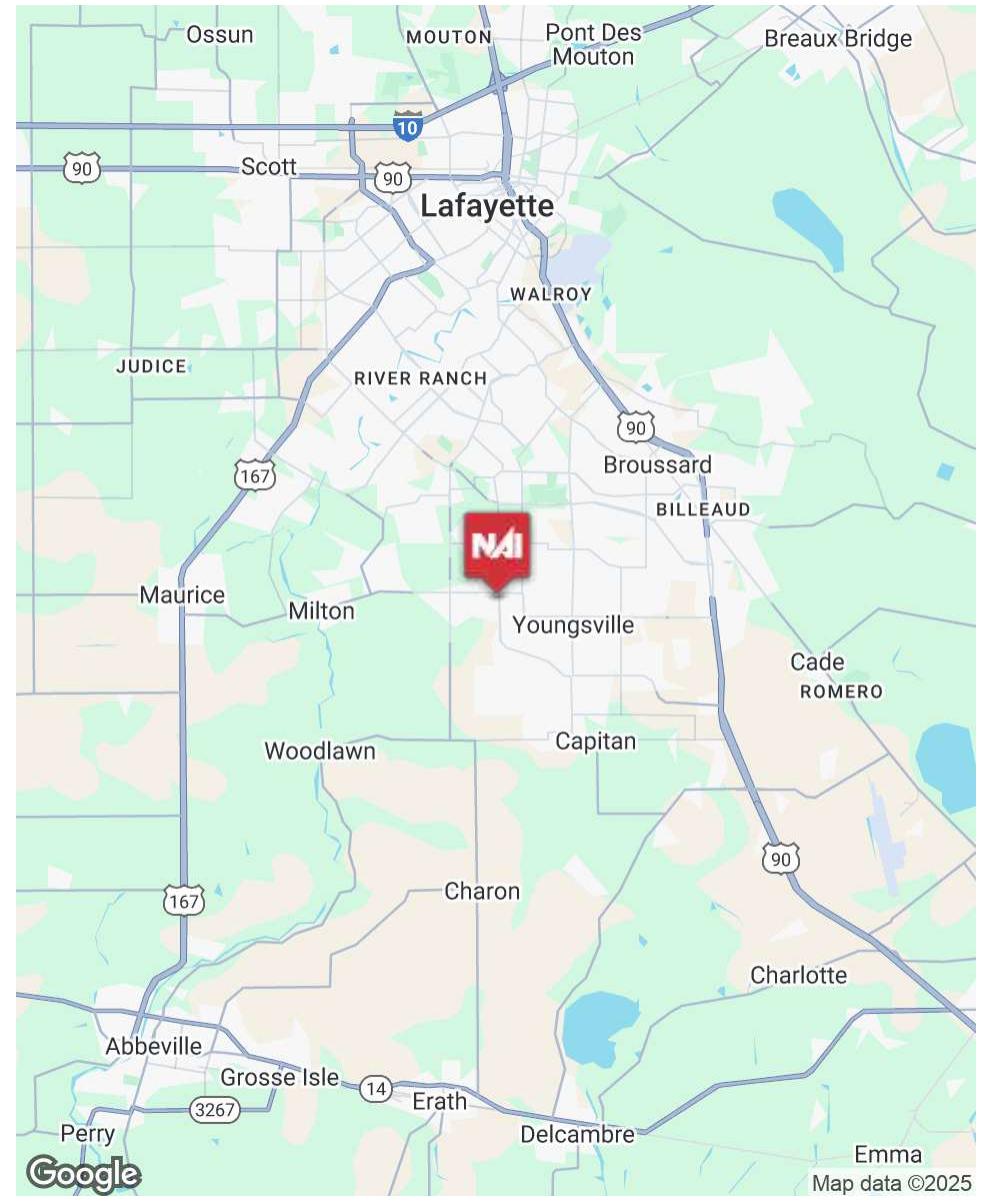 Ossun
MOUTON
Pont Des
Mouton
Breaux Bridge
10
90
Scott
90
Lafayette
WALROY
JUDICE
RIVER RANCH
90
Broussard
167
BILLEAUD
NAI
Maurice
Milton
Youngsville
Cade
ROMERO
Woodlawn
Capitan
90
Charon
167
Charlotte
Abbeville
Grosse Isle
14
Erath
3267
Perry
Delcambre
Emma
Google
Map data ©2025